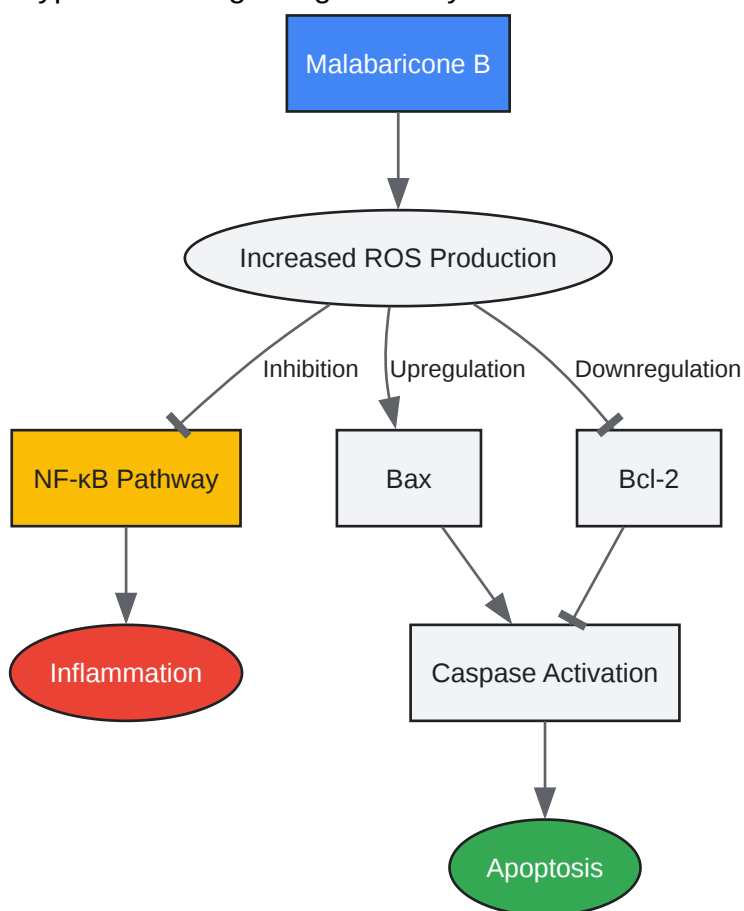 Malabaricone B
Increased ROS Production
Inhibition
Upregulation
Downregulation
NF-κB Pathway
Bax
Bcl-2
Inflammation
Caspase Activation
Apoptosis